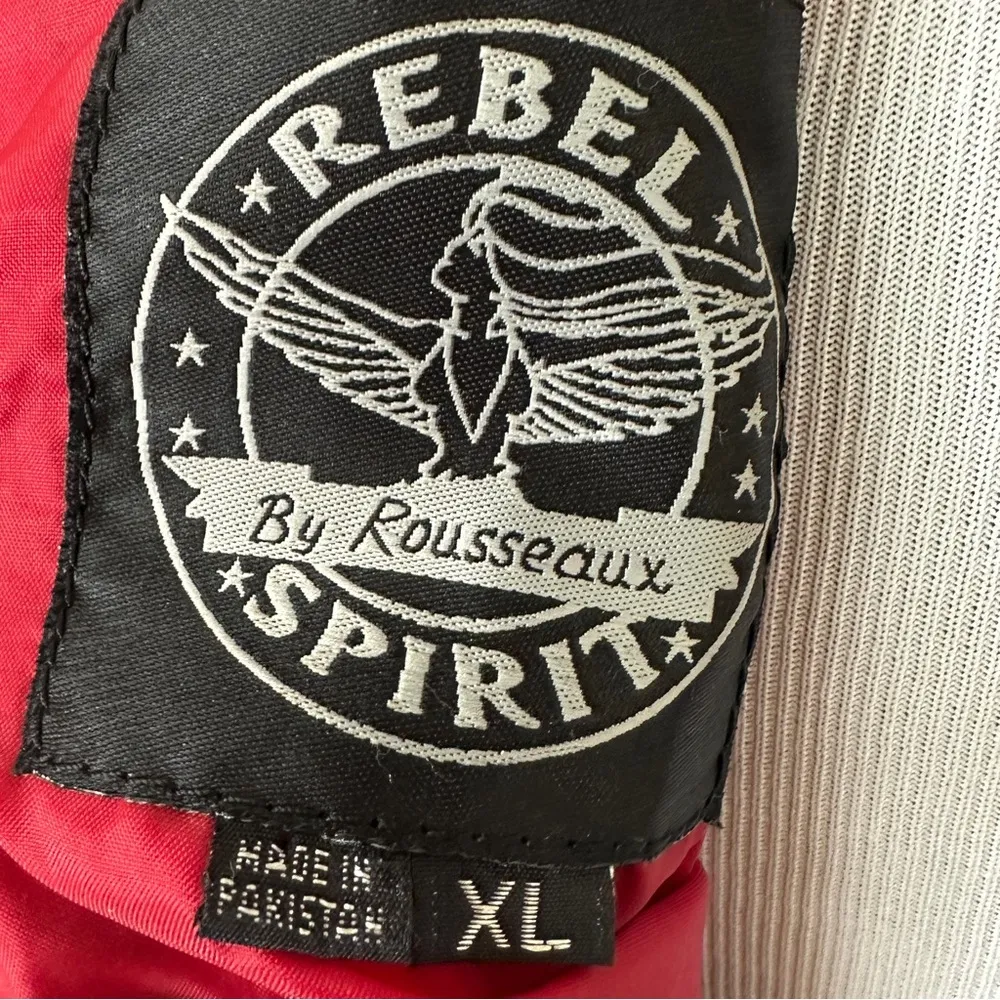 REBEL
By Rousseaux
SPIRIT
MADE IN
PAKISTAN
XL